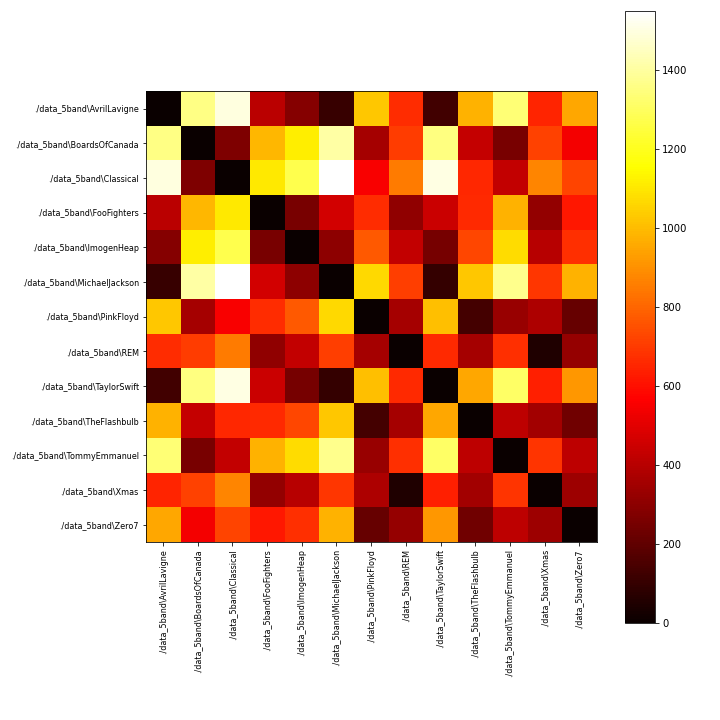 ./data_5band\AvrilLavigne
./data_5band\BoardsOfCanada
./data_5band\Classical
./data_5band\FooFighters
./data_5band\ImogenHeap
./data_5band\MichaelJackson
./data_5band\PinkFloyd
./data_5band\REM
./data_5band\TaylorSwift
./data_5band\TheFlashbulb
./data_5band\TommyEmmanuel
./data_5band\Xmas
./data_5band\Zero7
./data_5band\AvrilLavigne
./data_5band\BoardsOfCanada
./data_5band\Classical
./data_5band\FooFighters
./data_5band\ImogenHeap
./data_5band\MichaelJackson
./data_5band\PinkFloyd
./data_5band\REM
./data_5band\TaylorSwift
./data_5band\TheFlashbulb
./data_5band\TommyEmmanuel
./data_5band\Xmas
./data_5band\Zero7
1400
1200
1000
800
600
400
200
0